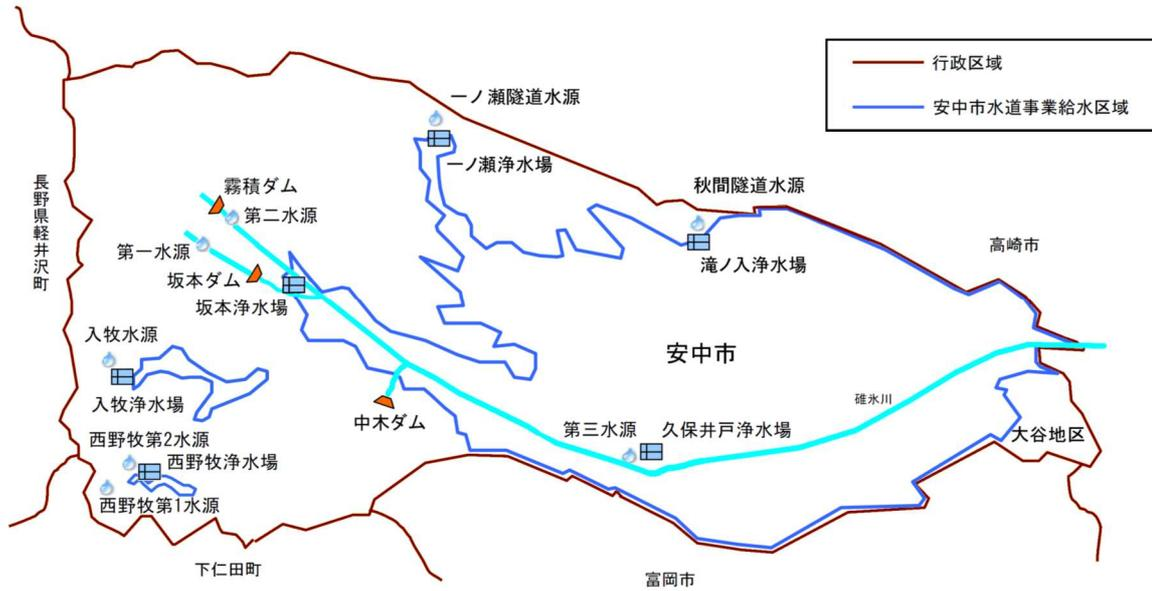 行政区域
安中市水道事業給水区域
一ノ瀬隧道水源
一ノ瀬浄水場
長野県軽井沢町
霧積ダム
第二水源
秋間隧道水源
第一水源
滝ノ入浄水場
高崎市
坂本ダム
坂本浄水場
入牧水源
安中市
入牧浄水場
中木ダム
碓氷川
第三水源
久保井戸浄水場
大谷地区
西野牧第2水源
西野牧浄水場
西野牧第1水源
下仁田町
富岡市